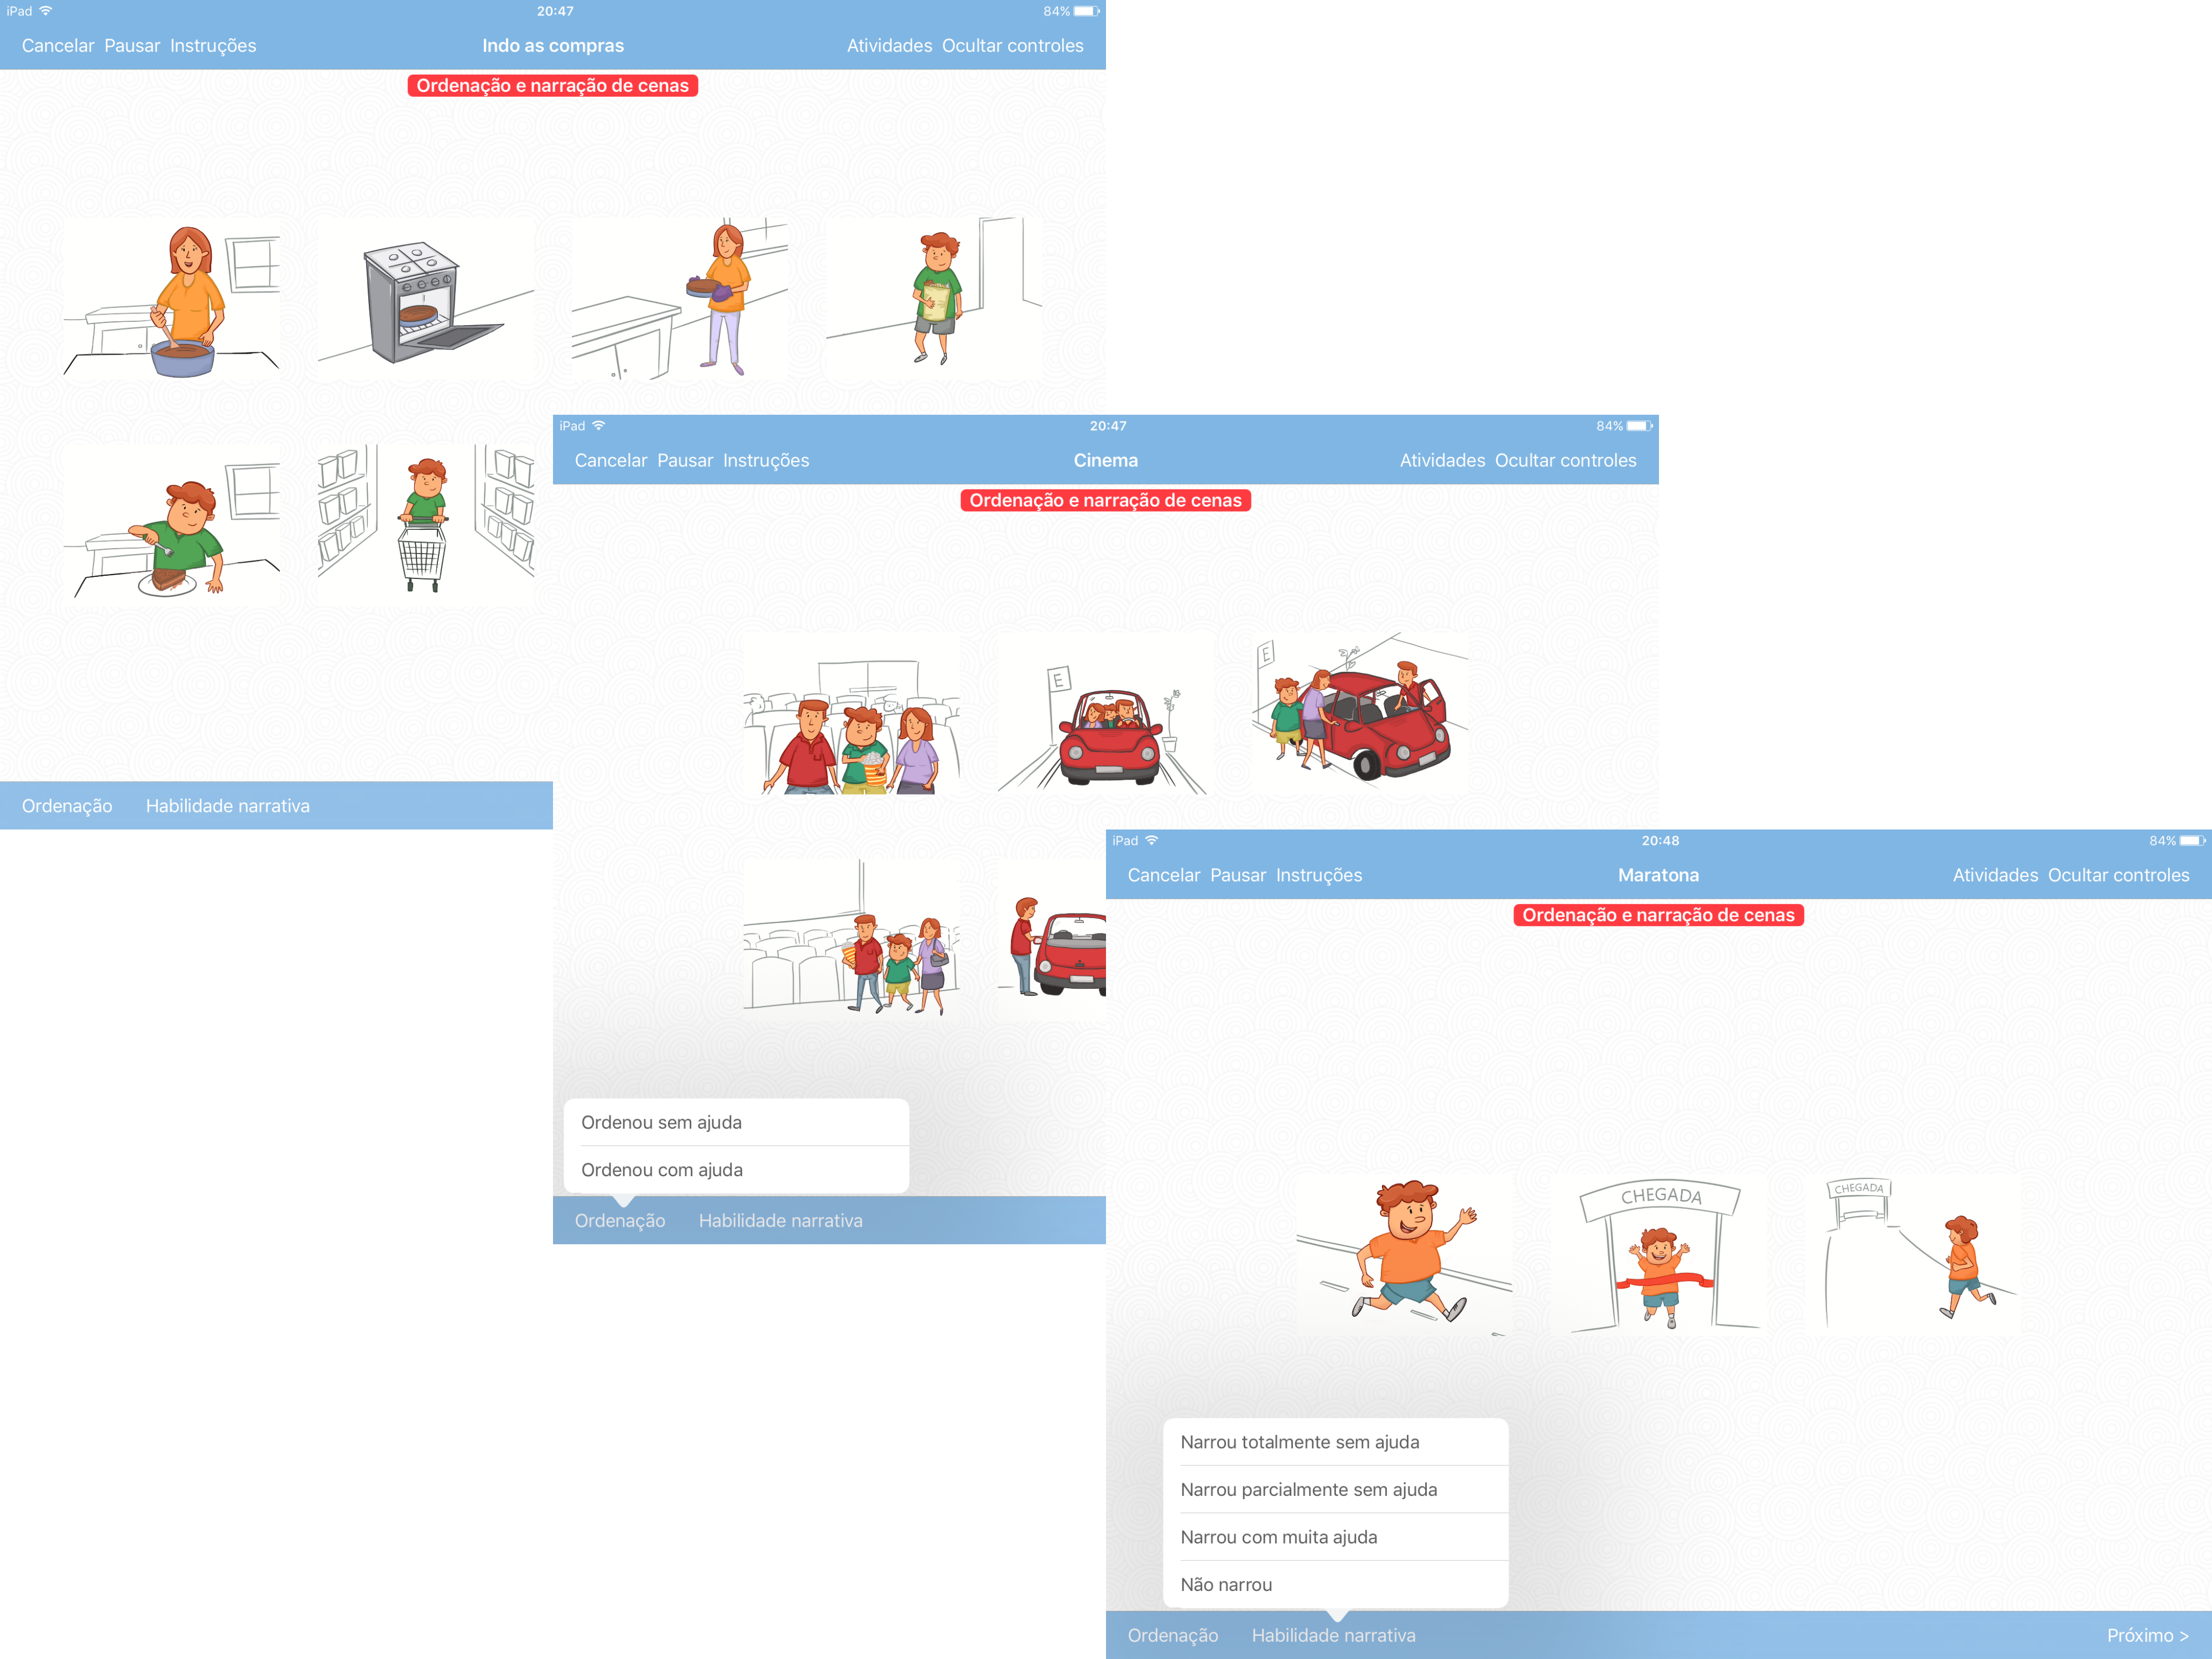 iPad 20:47 84%
Cancelar Pausar Instruções Indo as compras Atividades Ocultar controles
Ordenação e narração de cenas
Ordenação Habilidade narrativa
iPad 20:47 84%
Cancelar Pausar Instruções Cinema Atividades Ocultar controles
Ordenação e narração de cenas
E
E
Ordenou sem ajuda
Ordenou com ajuda
Ordenação Habilidade narrativa
iPad 20:48 84%
Cancelar Pausar Instruções Maratona Atividades Ocultar controles
Ordenação e narração de cenas
CHEGADA
CHEGADA
Narrou totalmente sem ajuda
Narrou parcialmente sem ajuda
Narrou com muita ajuda
Não narrou
Ordenação Habilidade narrativa Próximo >